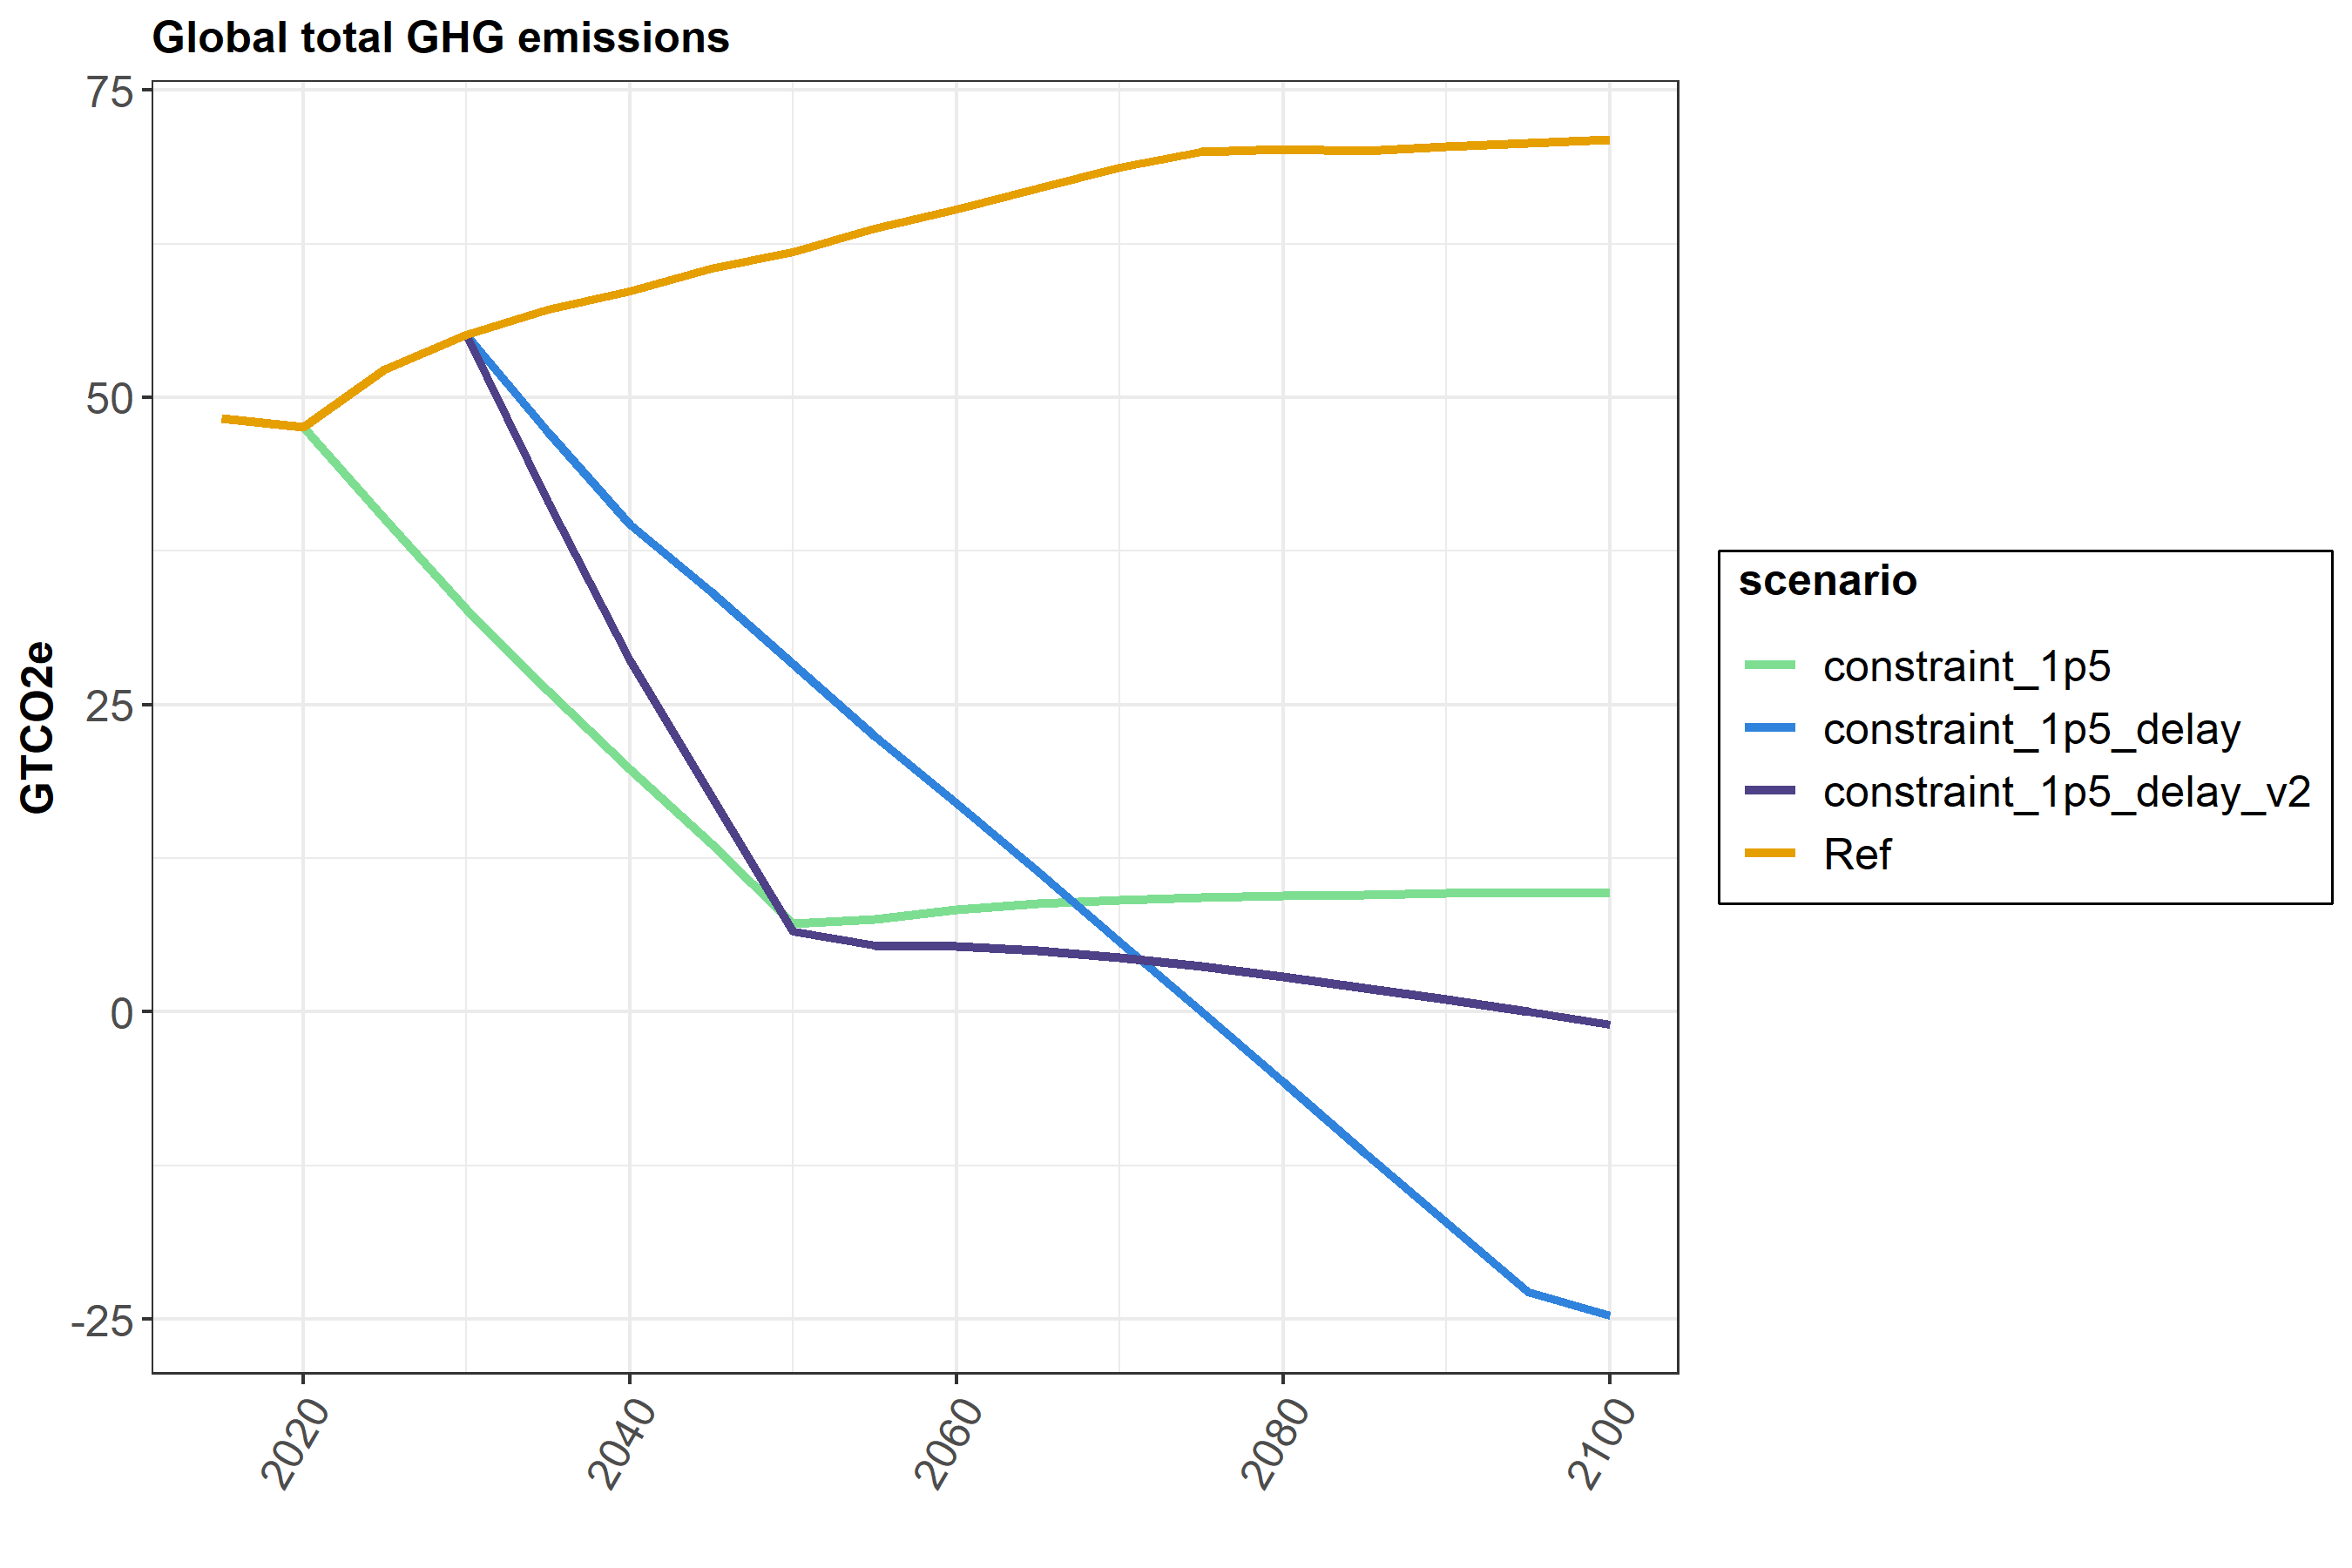 Global total GHG emissions
GTCO2e
75
50
25
0
-25
2020
2040
2060
2080
2100
scenario
constraint_1p5
constraint_1p5_delay
constraint_1p5_delay_v2
Ref